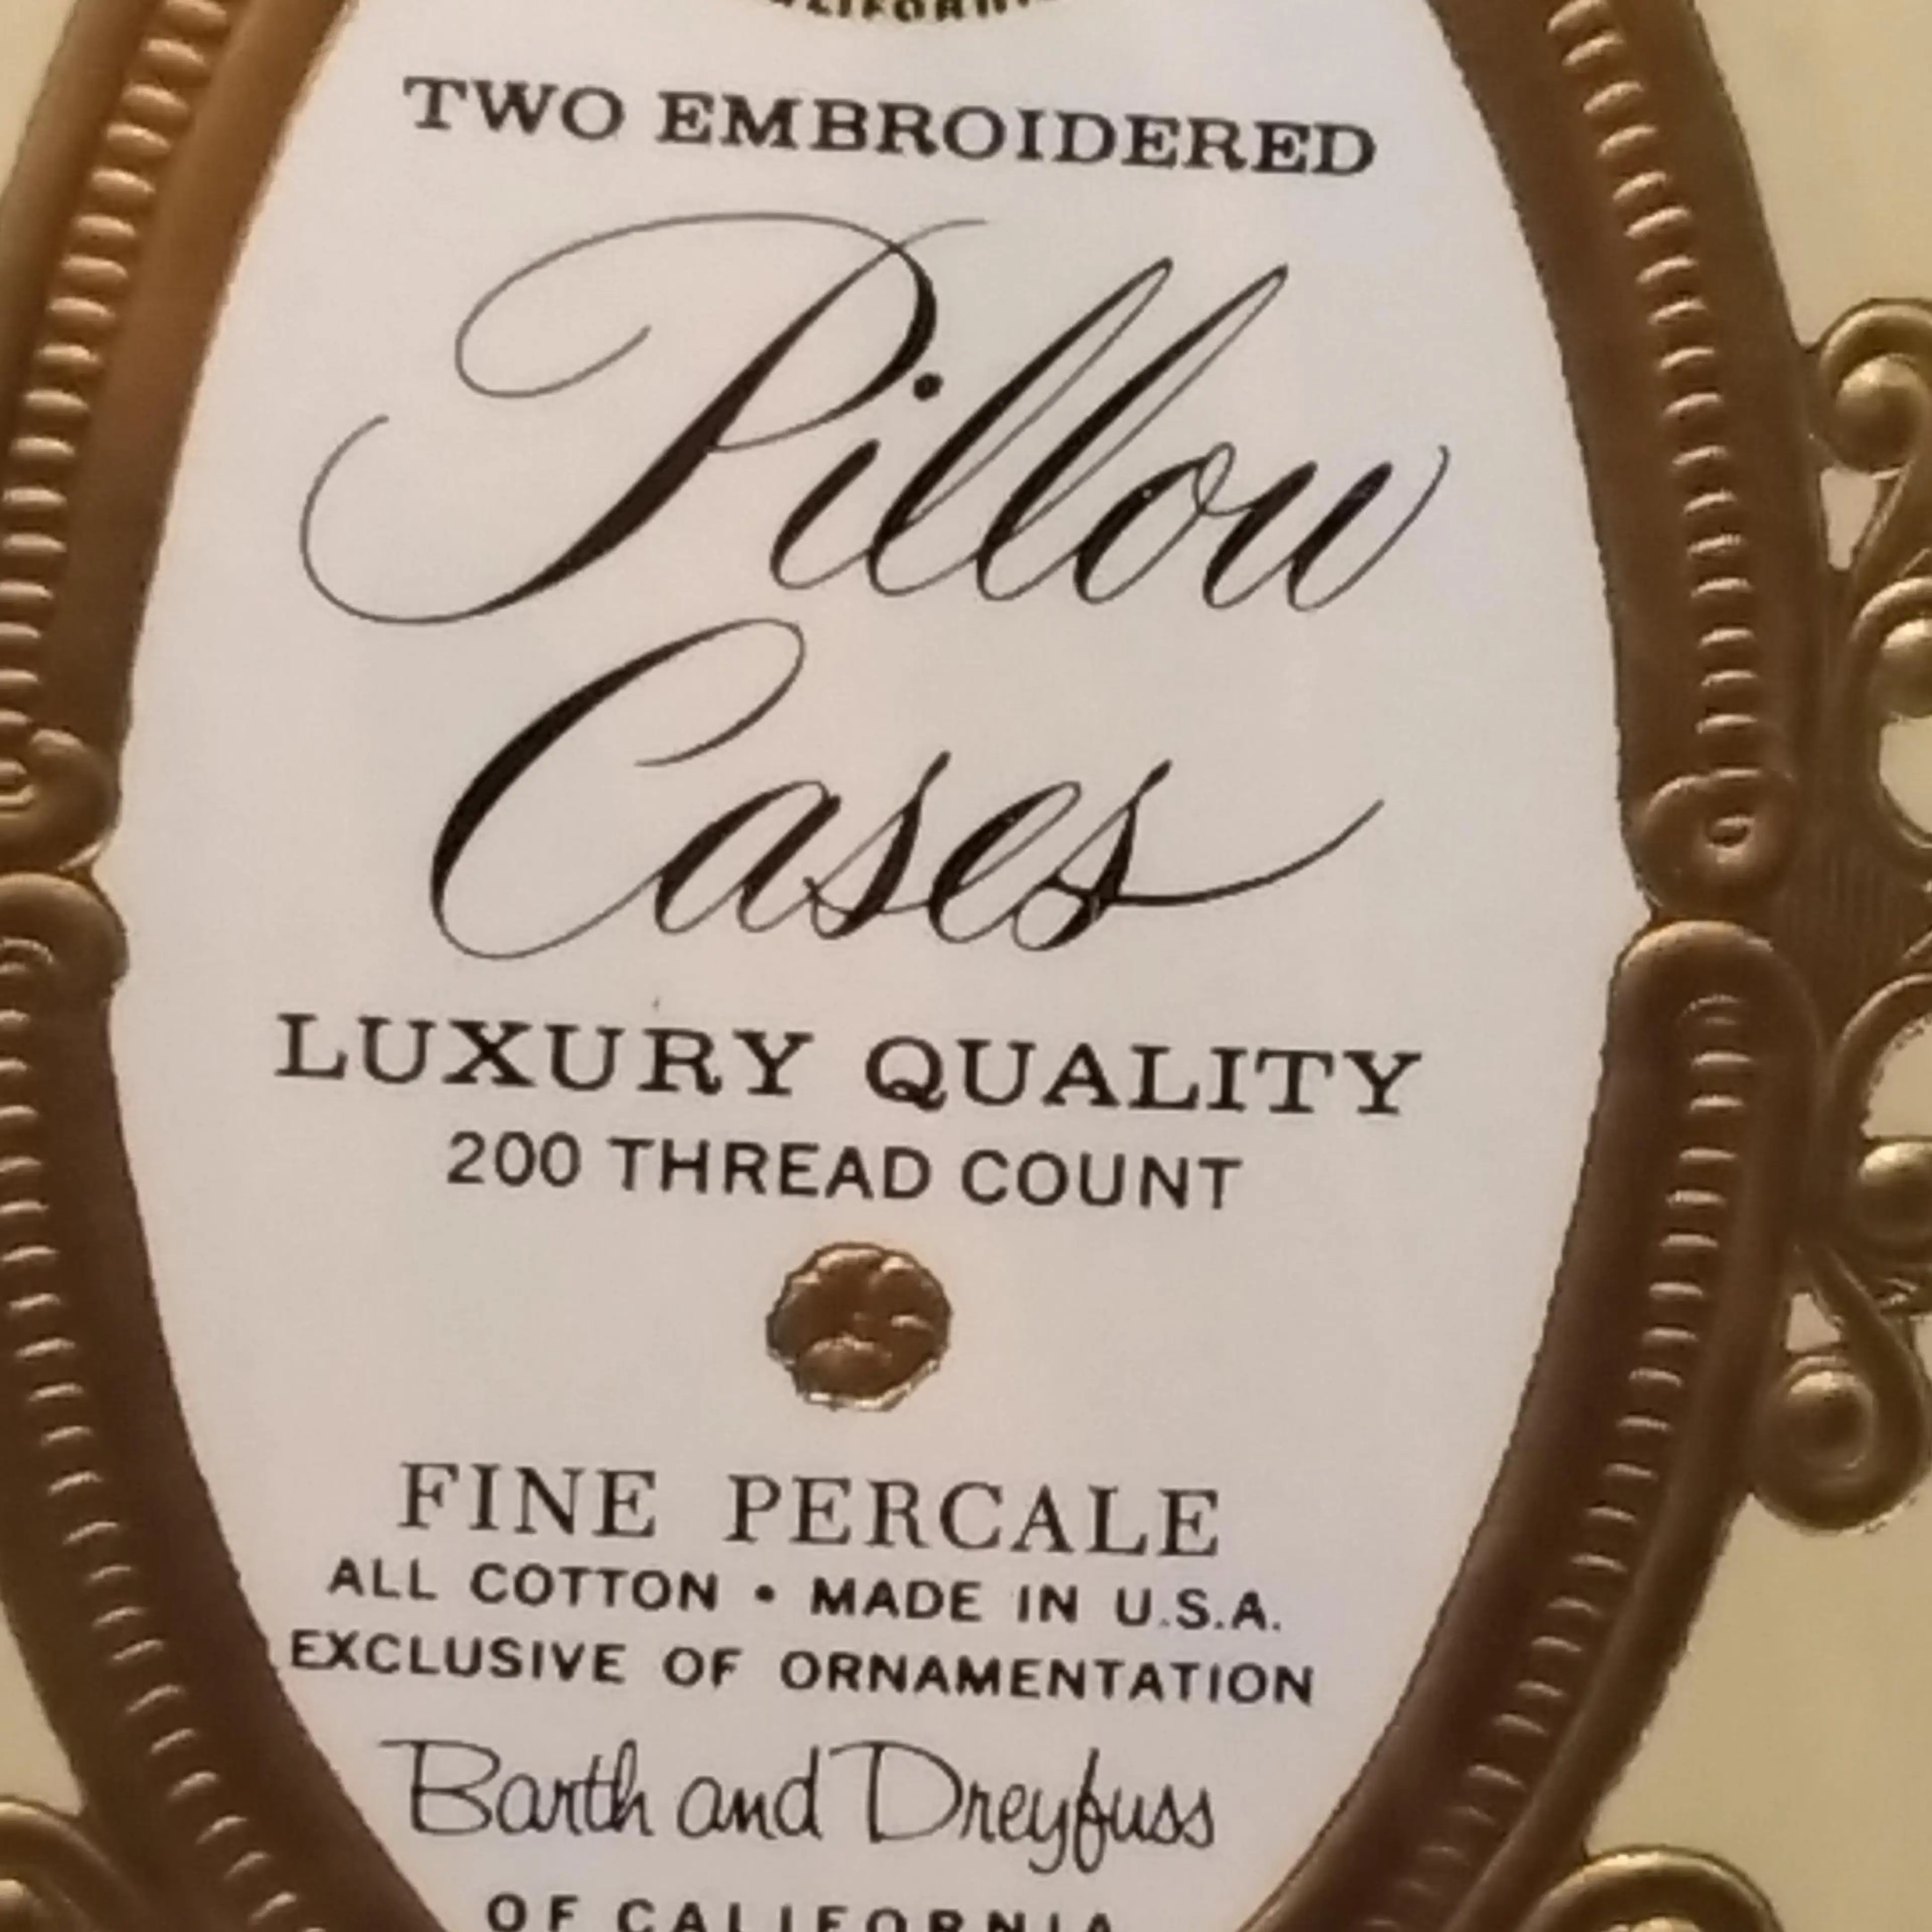 CALIFORNIA
TWO EMBROIDERED
Pillow
Cases
LUXURY QUALITY
200 THREAD COUNT
FINE PERCALE
ALL COTTON • MADE IN U.S.A.
EXCLUSIVE OF ORNAMENTATION
Barth and Dreyfuss
OF CALIFORNIA